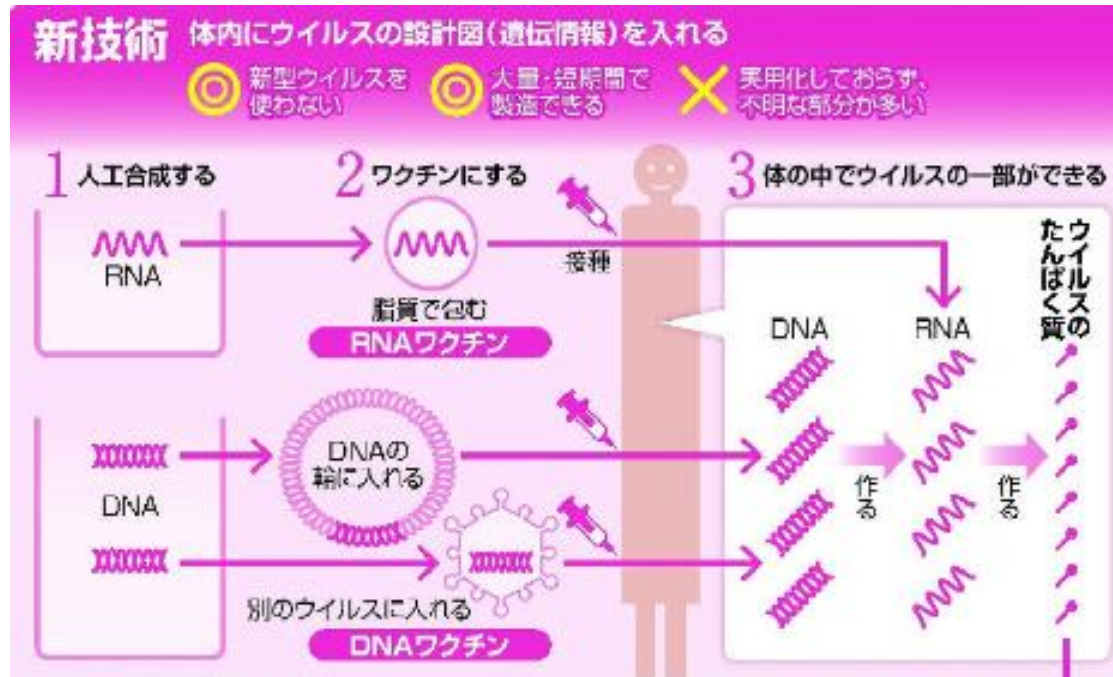 新技術 体内にウイルスの設計図(遺伝情報)を入れる
◎ 新型ウイルスを
使わない
◎ 大量・短期間で
製造できる
× 実用化しておらず、
不明な部分が多い
1 人工合成する
2 ワクチンにする
3 体の中でウイルスの一部ができる
RNA
脂質で包む
RNAワクチン
接種
DNA
DNAの
輪に入れる
別のウイルスに入れる
DNAワクチン
DNA
作る
RNA
作る
ウイルスの
たんぱく質